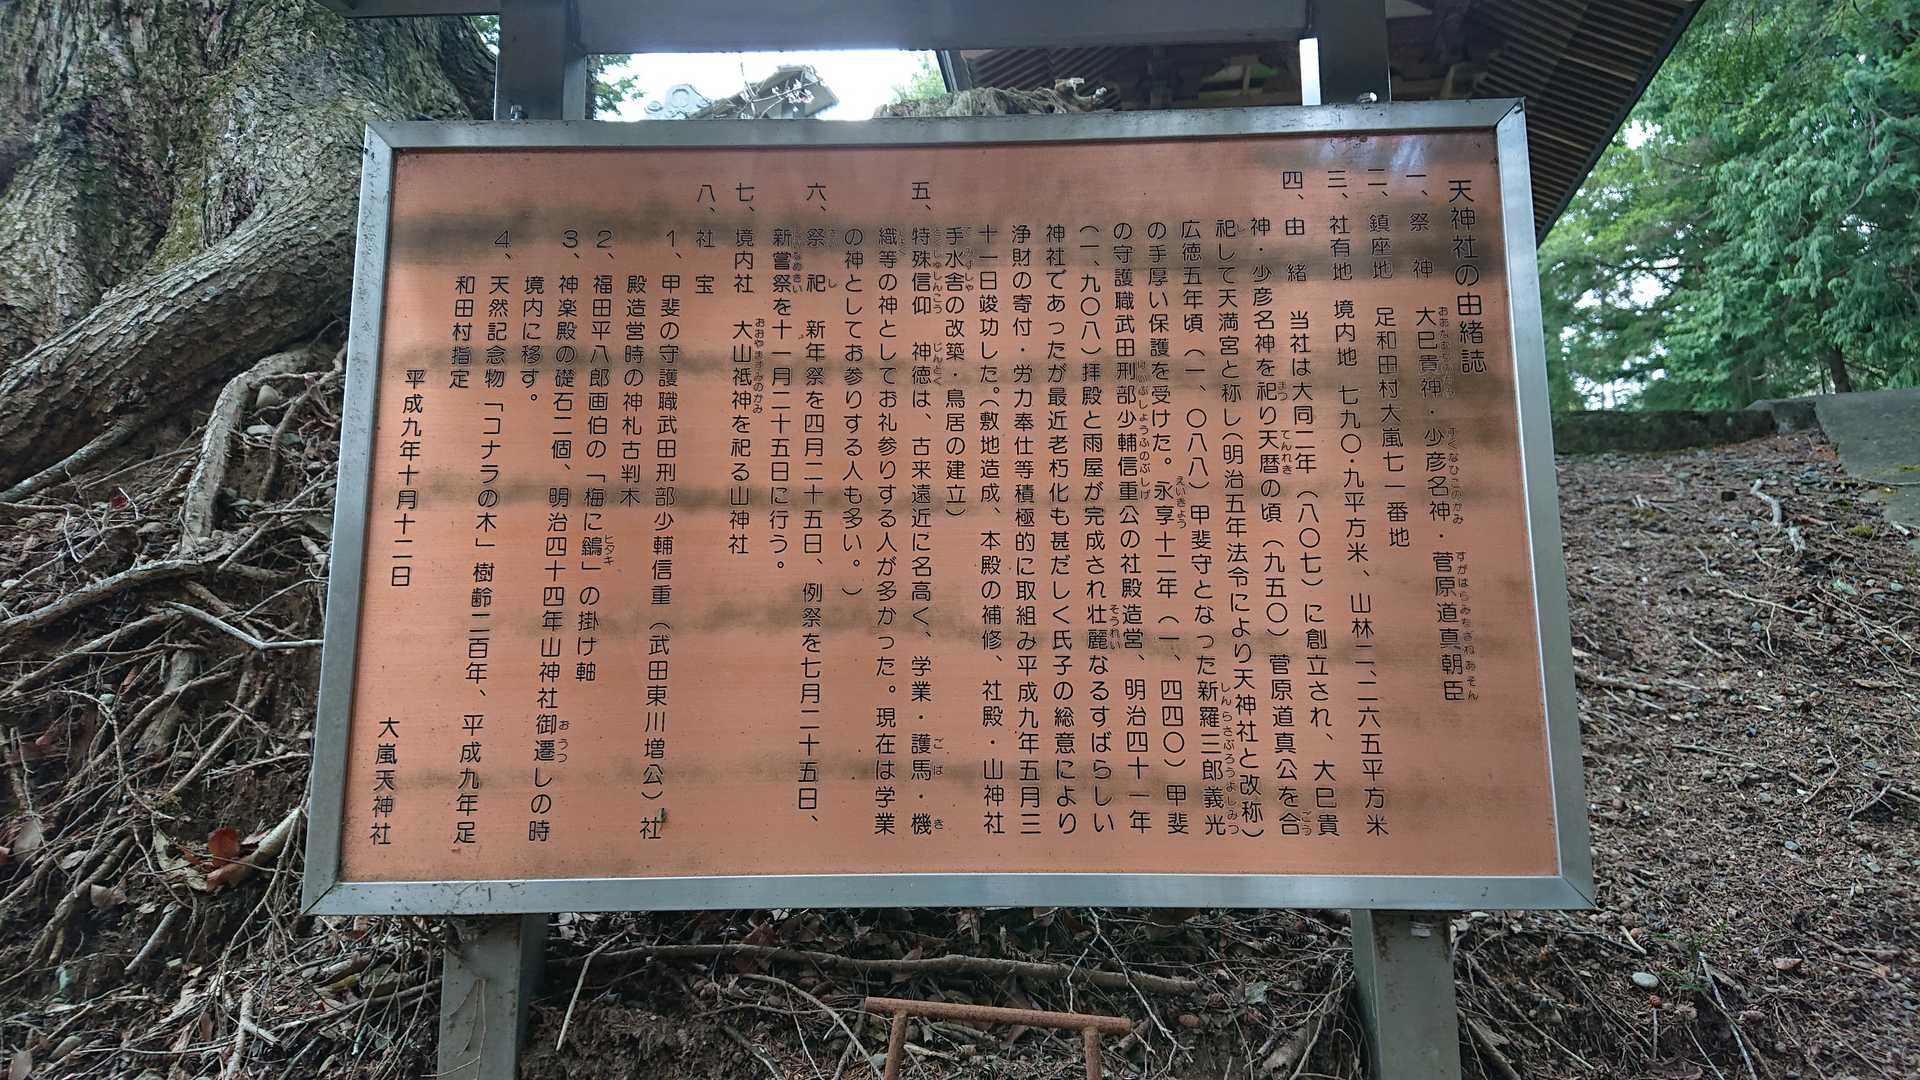 天神社の由緒誌
一、祭神 大巳貴神・少彦名神・菅原道真朝臣
二、鎮座地 足和田村大嵐七一番地
三、社有地 境内地 七九〇・九平方米、山林二、二六五平方米
四、由緒 当社は大同二年（八〇七）に創立され、大巳貴
神・少彦名神を祀り天暦の頃（九五〇）菅原道真公を合
祀して天満宮と称し（明治五年法令により天神社と改称）
広徳五年頃（一、〇八八）甲斐守となった新羅三郎義光
の手厚い保護を受けた。永享十二年（一、四四〇）甲斐
の守護職武田刑部少輔信重公の社殿造営、明治四十一年
（一、九〇八）拝殿と雨屋が完成され壮麗なるすばらしい
神社であったが最近老朽化も甚だしく氏子の総意により
浄財の寄付・労力奉仕等積極的に取組み平成九年五月三
十一日竣功した。（敷地造成、本殿の補修、社殿・山神社
手水舎の改築・鳥居の建立）
五、特殊信仰 神徳は、古来遠近に名高く、学業・護馬・機
織等の神としてお礼参りする人が多かった。現在は学業
の神としてお参りする人も多い。）
六、祭祀 新年祭を四月二十五日、例祭を七月二十五日、
新嘗祭を十一月二十五日に行う。
七、境内社 大山祇神を祀る山神社
八、社宝
1、甲斐の守護職武田刑部少輔信重（武田東川増公）社
殿造営時の神札古判木
2、福田平八郎画伯の「梅に鶲」の掛け軸
3、神楽殿の礎石二個、明治四十四年山神社御遷しの時
境内に移す。
4、天然記念物「コナラの木」樹齢二百年、平成九年足
和田村指定
平成九年十月十二日
大嵐天神社